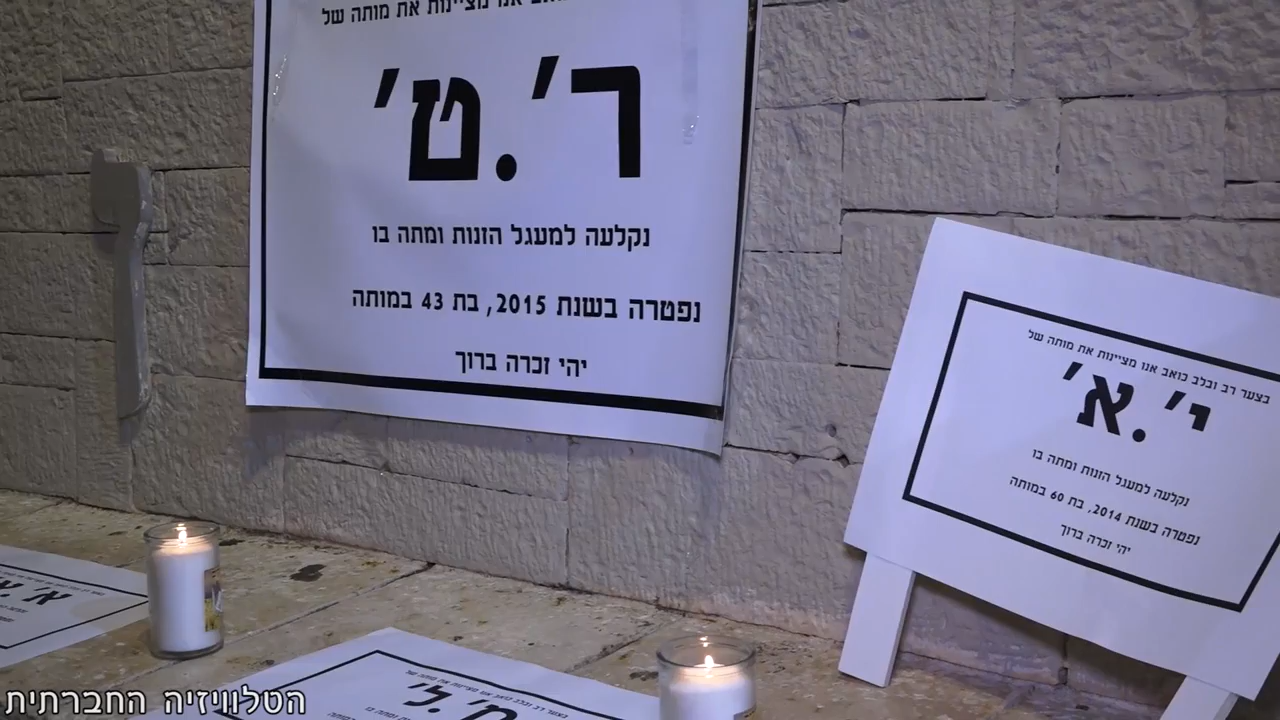 אנו מציינות את מותה של
ר'.ט'
נקלעה למעגל הזנות ומתה בו
נפטרה בשנת 2015, בת 43 במותה
יהי זכרה ברוך
בצער רב ובלב כואב אנו מציינות את מותה של
י'.א'
נקלעה למעגל הזנות ומתה בו
נפטרה בשנת 2014, בת 60 במותה
יהי זכרה ברוך
בצער רב ובלב כואב אנו מציינות את מותה של
מ'.ל'
הטלוויזיה החברתית